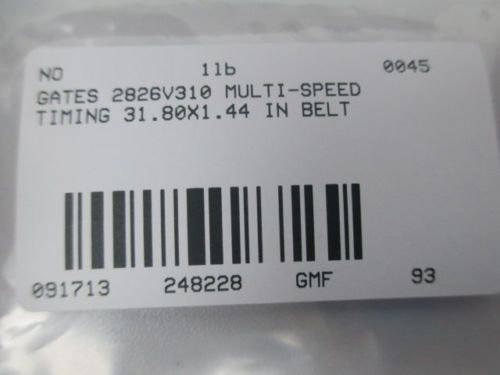 NO 1lb 0045
GATES 2826V310 MULTI-SPEED
TIMING 31.80X1.44 IN BELT
091713 248228 GMF 93